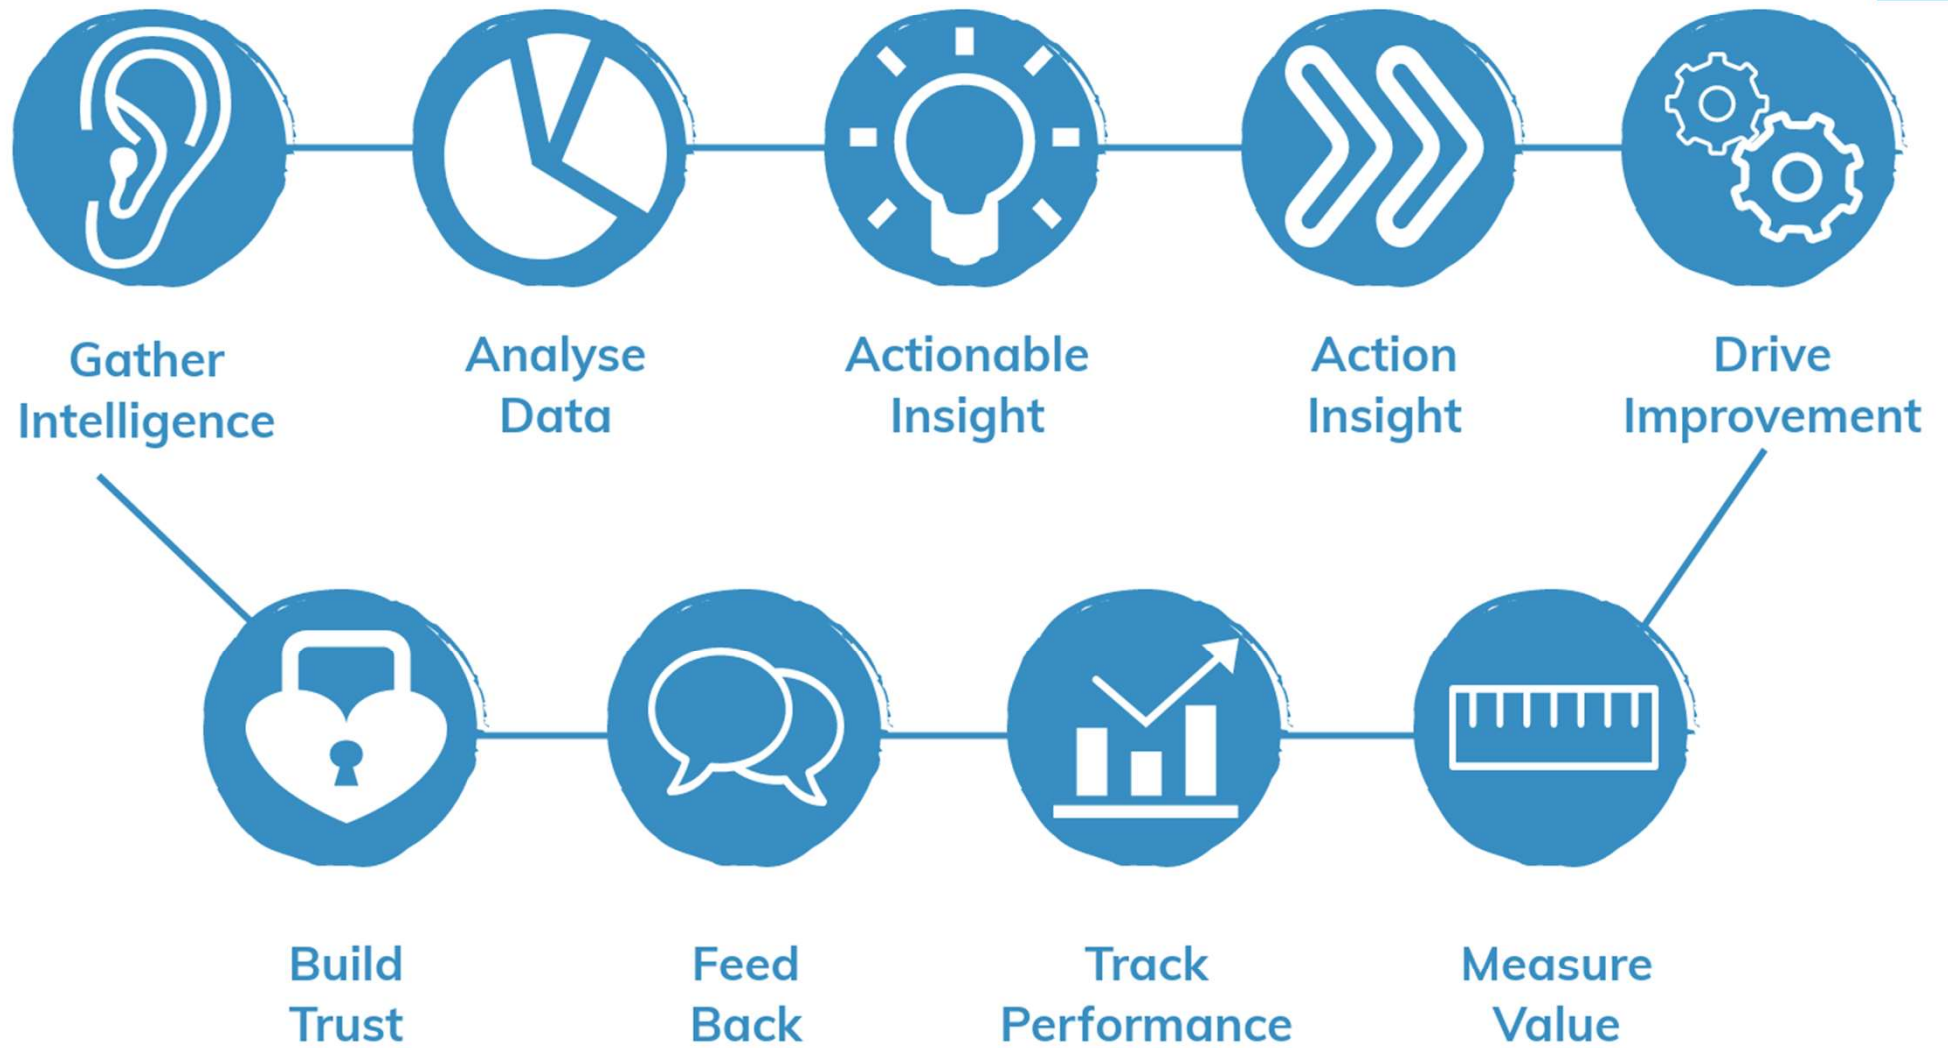 Gather
Intelligence
Analyse
Data
Actionable
Insight
Action
Insight
Drive
Improvement
Build
Trust
Feed
Back
Track
Performance
Measure
Value